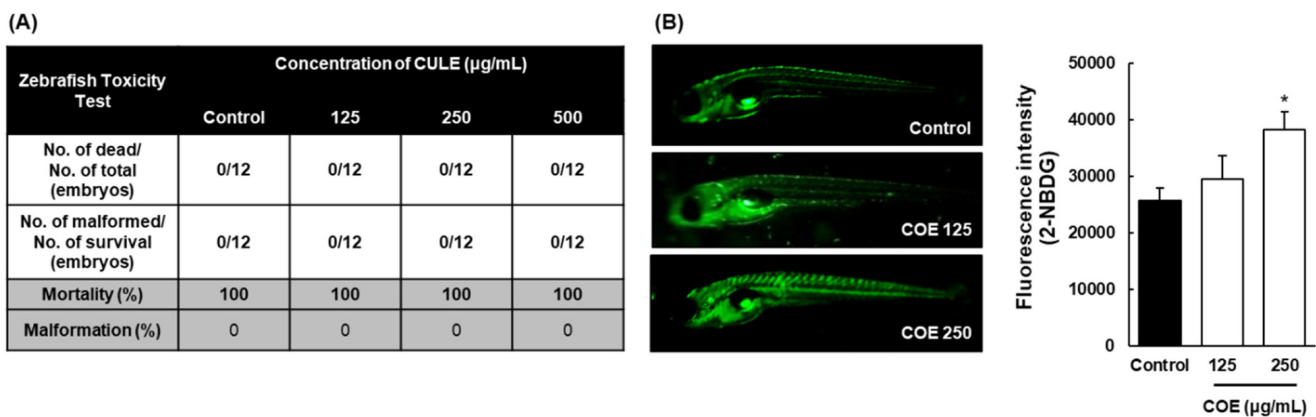 (A)
Zebrafish Toxicity
Test
Concentration of CULE (µg/mL)
Control 125 250 500
No. of dead/
No. of total
(embryos)
0/12 0/12 0/12 0/12
No. of malformed/
No. of survival
(embryos)
0/12 0/12 0/12 0/12
Mortality (%) 100 100 100 100
Malformation (%) 0 0 0 0
(B)
Control
COE 125
COE 250
Fluorescence intensity
(2-NBDG)
50000
40000
30000
20000
10000
0
*
Control 125 250
COE (µg/mL)